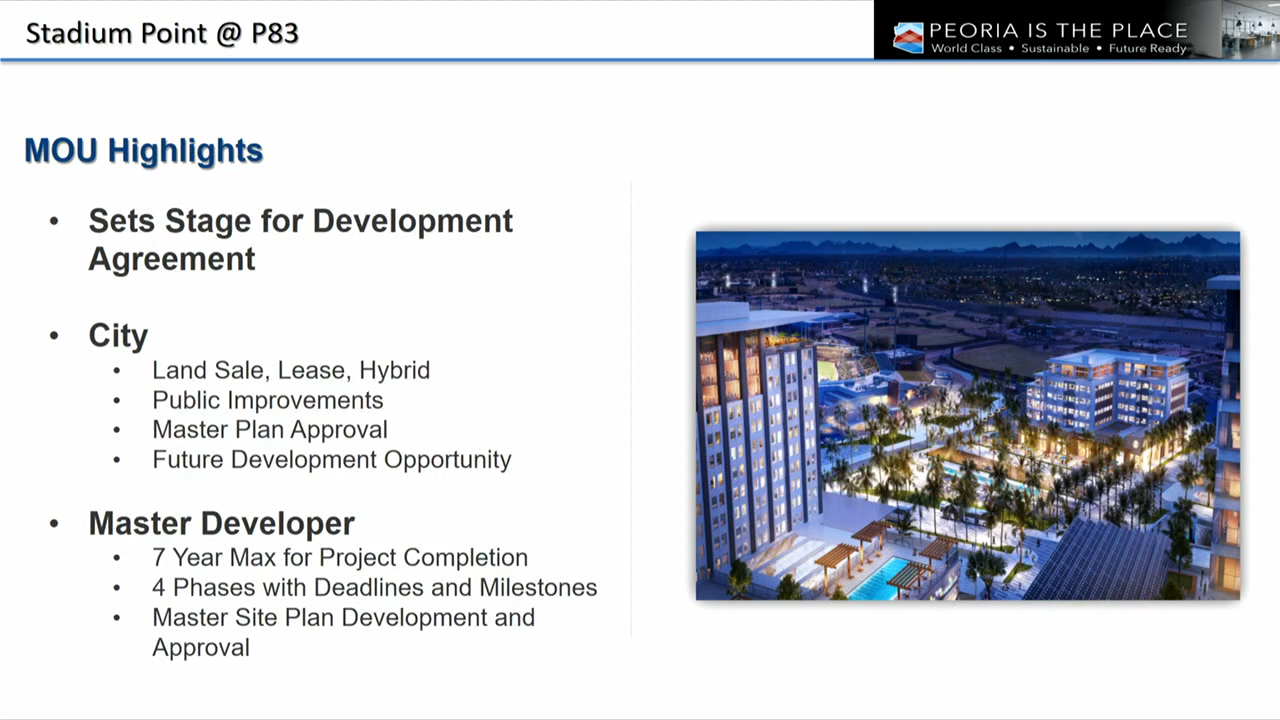 Stadium Point @ P83
PEORIA IS THE PLACE
World Class • Sustainable • Future Ready
MOU Highlights
• Sets Stage for Development
Agreement
• City
• Land Sale, Lease, Hybrid
• Public Improvements
• Master Plan Approval
• Future Development Opportunity
• Master Developer
• 7 Year Max for Project Completion
• 4 Phases with Deadlines and Milestones
• Master Site Plan Development and
Approval